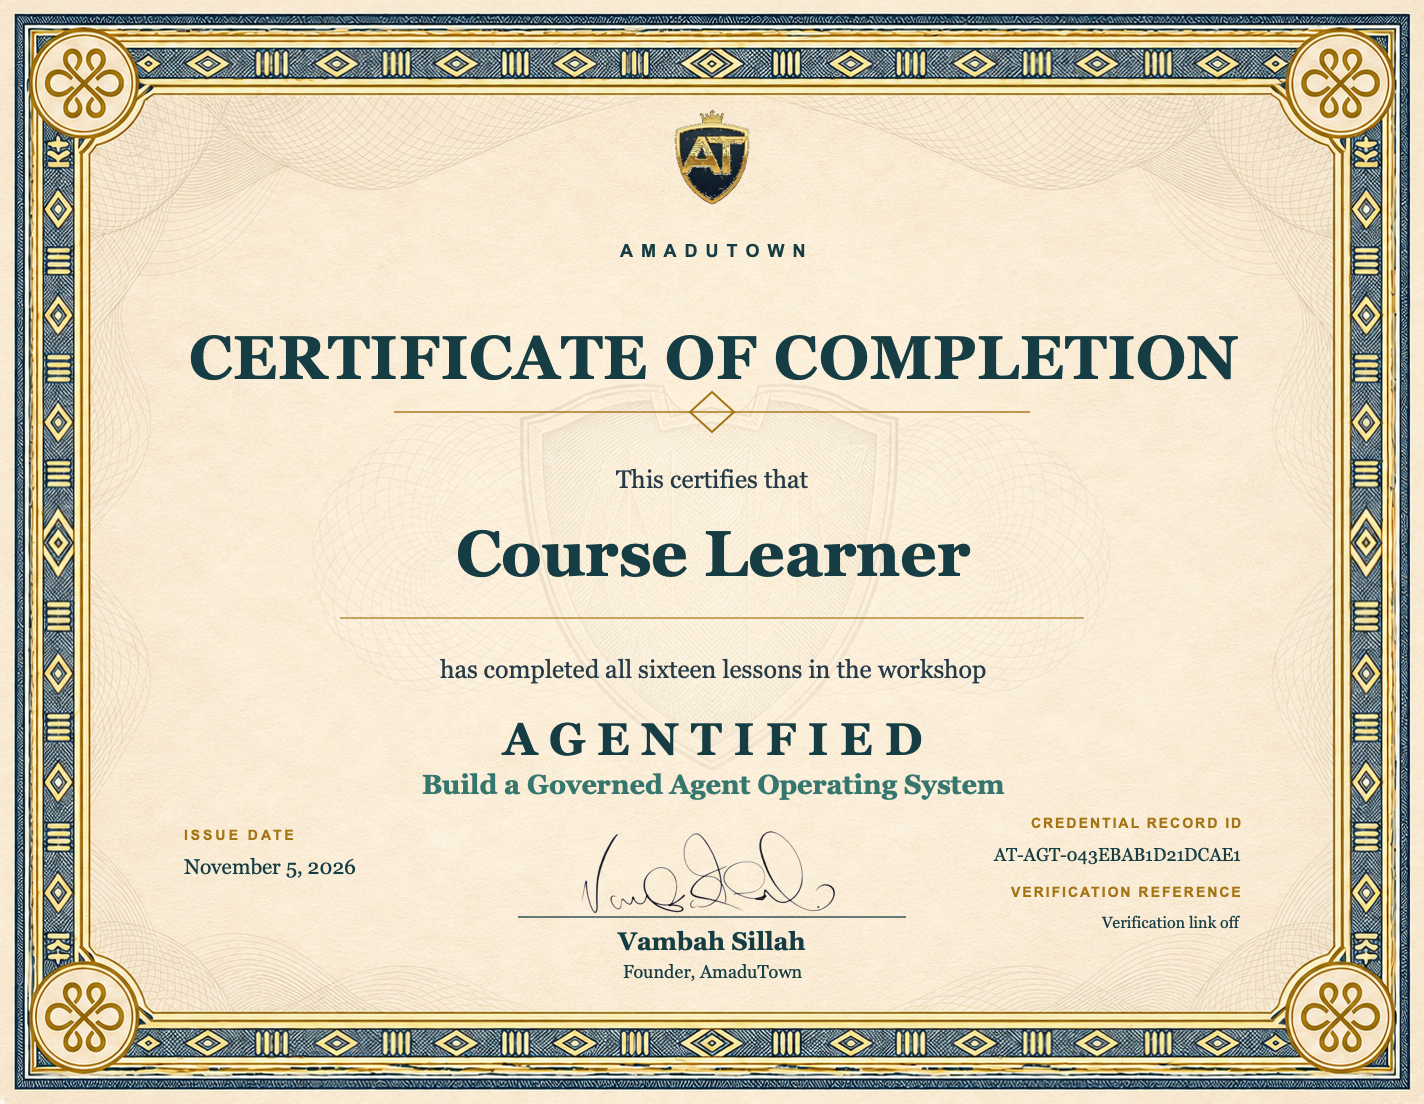 AT
AMADUTOWN
CERTIFICATE OF COMPLETION
This certifies that
Course Learner
has completed all sixteen lessons in the workshop
AGENTIFIED
Build a Governed Agent Operating System
ISSUE DATE
November 5, 2026
Vambah Sillah
Founder, AmaduTown
CREDENTIAL RECORD ID
AT-AGT-043EBAB1D21DCAE1
VERIFICATION REFERENCE
Verification link off